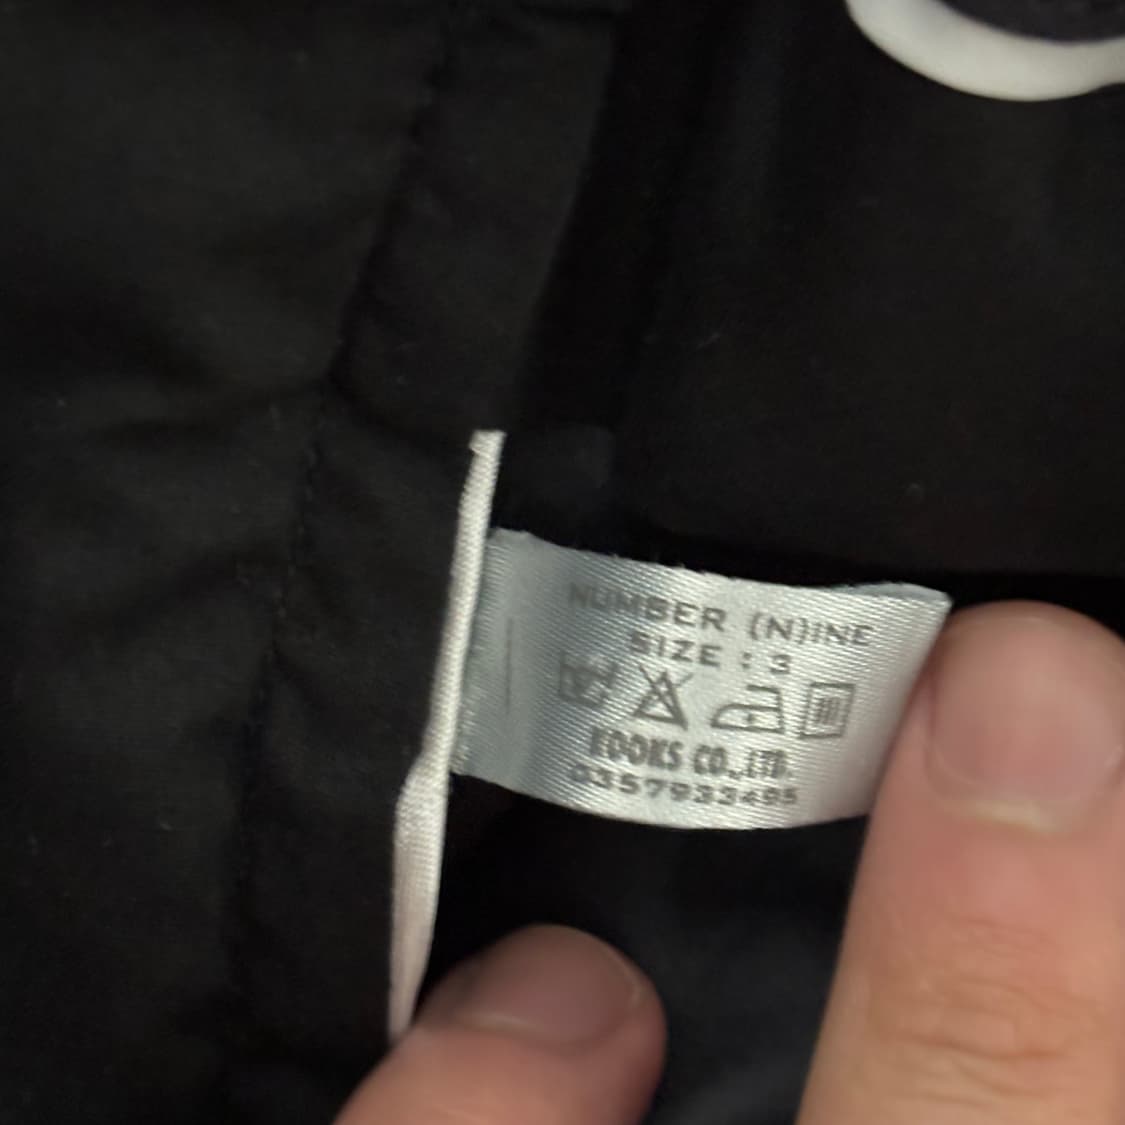 NUMBER (N)INE
SIZE : 3
KOOKS CO.,LTD.
0357933495